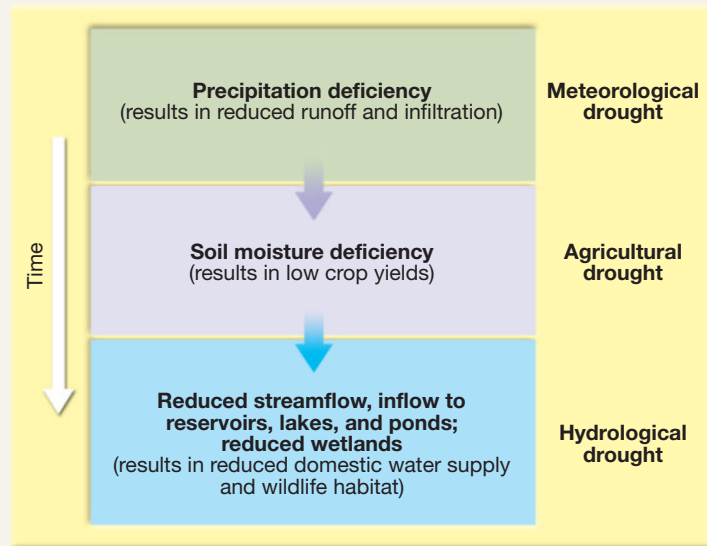 Precipitation deficiency
(results in reduced runoff and infiltration)
Meteorological
drought
Time
Soil moisture deficiency
(results in low crop yields)
Agricultural
drought
Reduced streamflow, inflow to
reservoirs, lakes, and ponds;
reduced wetlands
(results in reduced domestic water supply
and wildlife habitat)
Hydrological
drought